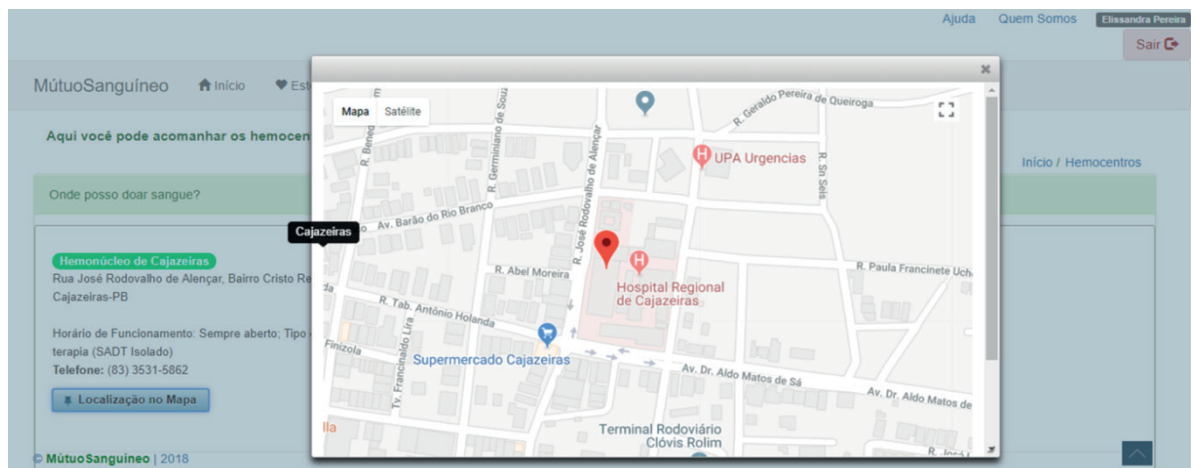 Ajuda Quem Somos Elissandra Pereira
Sair
MútuoSanguíneo Início Est
Aqui você pode acomanhar os hemocen
Início / Hemocentros
Onde posso doar sangue?
Cajazeiras
Hemonúcleo de Cajazeiras
Rua José Rodovalho de Alençar, Bairro Cristo Re
Cajazeiras-PB
Horário de Funcionamento: Sempre aberto; Tipo
terapia (SADT Isolado)
Telefone: (83) 3531-5862
Localização no Mapa
© MútuoSanguíneo | 2018
Mapa Satélite
R. Geraldo Pereira de Queiroga
R. Bened
R. Germiniano de Souz
R. José Rodovalho de Alençar
UPA Urgencias
R. Sn Seis
Av. Barão do Rio Branco
R. Abel Moreira
Hospital Regional
de Cajazeiras
R. Paula Francinete Uch
R. Tab. Antônio Holanda
Finizola
Tv. Francinaldo Lira
Supermercado Cajazeiras
Av. Dr. Aldo Matos de Sá
Av. Dr. Aldo Matos de
lla
Terminal Rodoviário
Clóvis Rolim